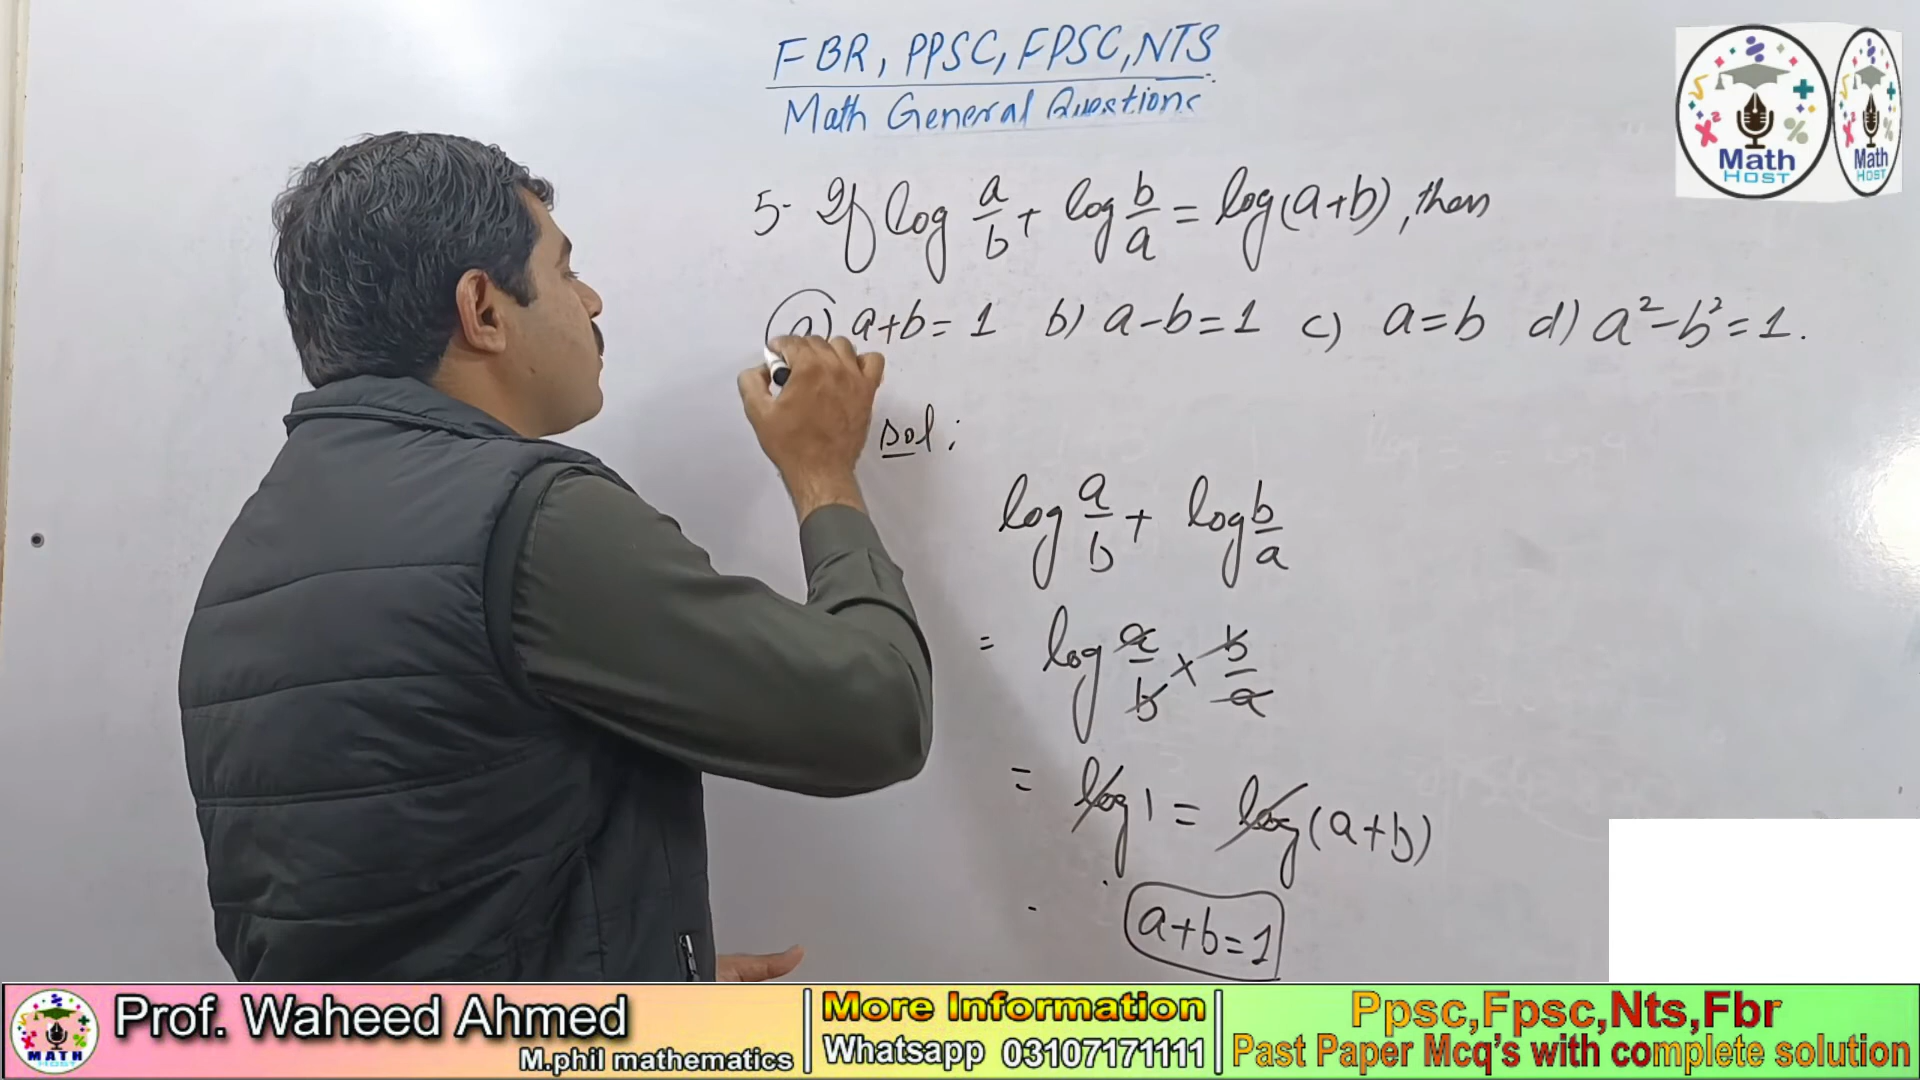 FBR, PPSC, FPSC, NTS
Math General Questions
5- If log a/b + log b/a = log(a+b), then
a) a+b=1 b) a-b=1 c) a=b d) a²-b²=1.
sol:
log a/b + log b/a
= log a/b × b/a
= log 1 = log(a+b)
a+b=1
Math
HOST
Math
HOST
MATH
HOST
Prof. Waheed Ahmed
M.phil mathematics
More Information
Whatsapp 03107171111
Ppsc,Fpsc,Nts,Fbr
Past Paper Mcq's with complete solution